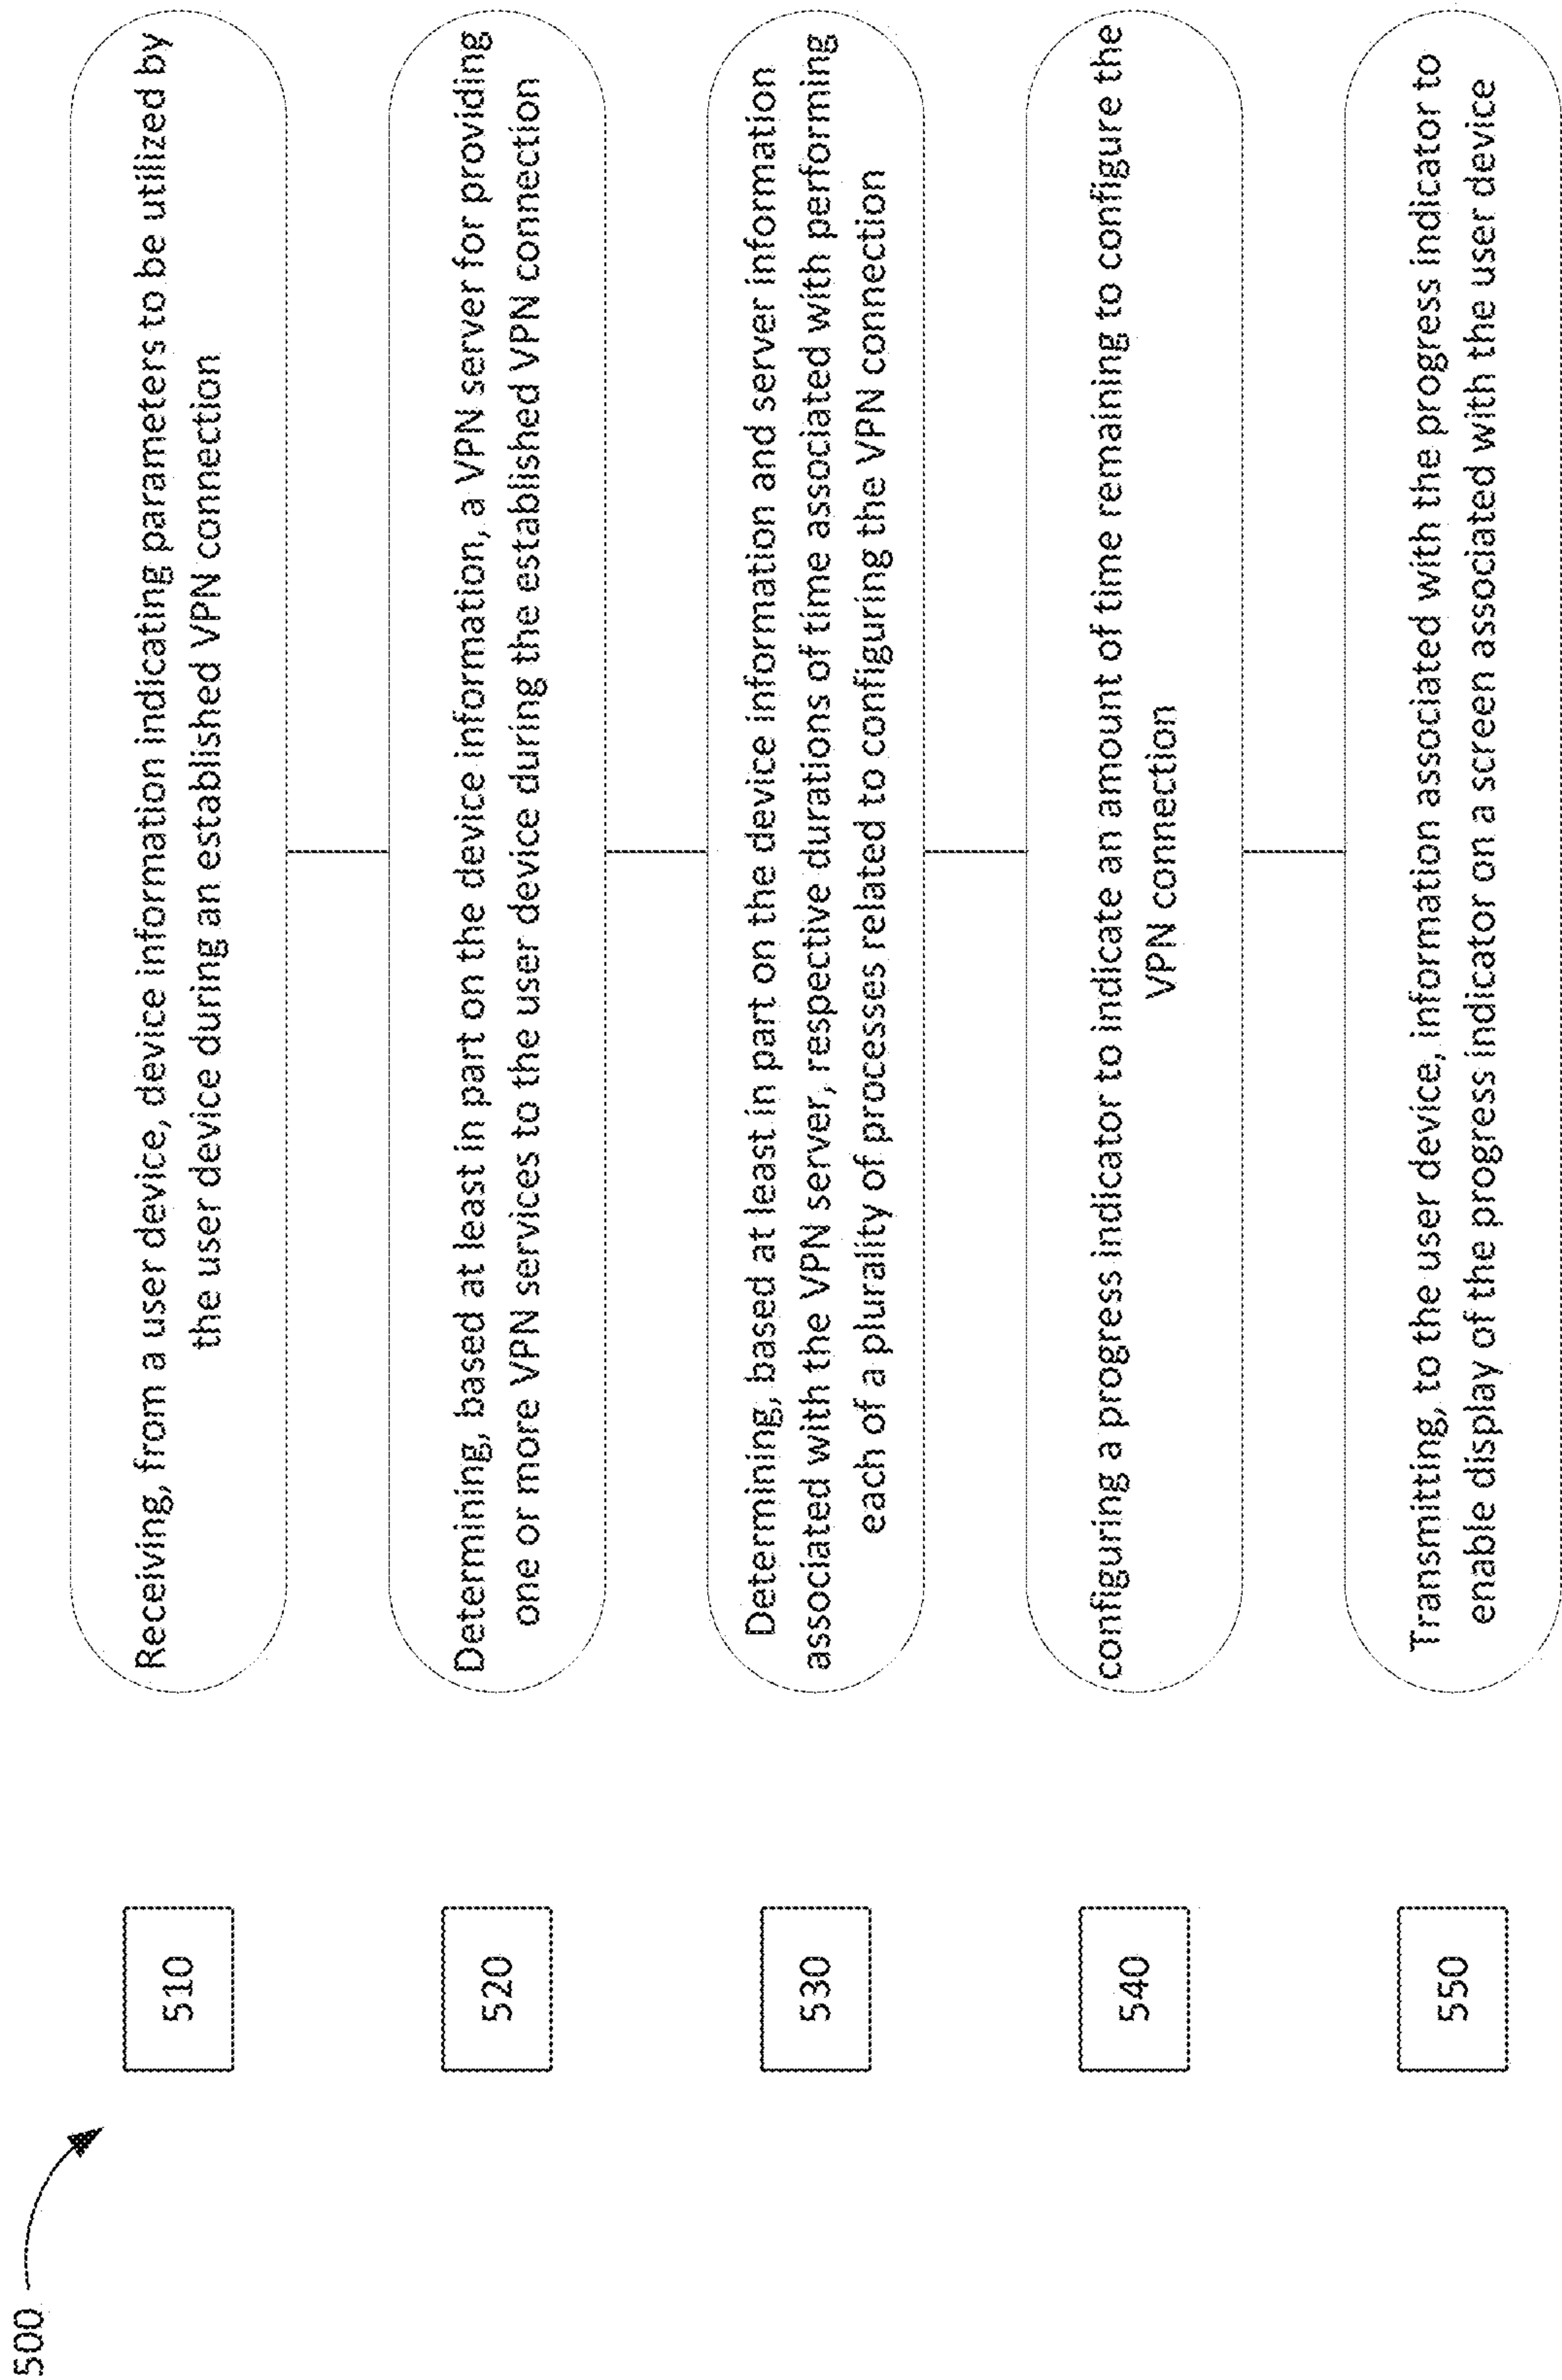 500
510
Receiving, from a user device, device information indicating parameters to be utilized by
the user device during an established VPN connection
520
Determining, based at least in part on the device information, a VPN server for providing
one or more VPN services to the user device during the established VPN connection
530
Determining, based at least in part on the device information and server information
associated with the VPN server, respective durations of time associated with performing
each of a plurality of processes related to configuring the VPN connection
540
configuring a progress indicator to indicate an amount of time remaining to configure the
VPN connection
550
Transmitting, to the user device, information associated with the progress indicator to
enable display of the progress indicator on a screen associated with the user device